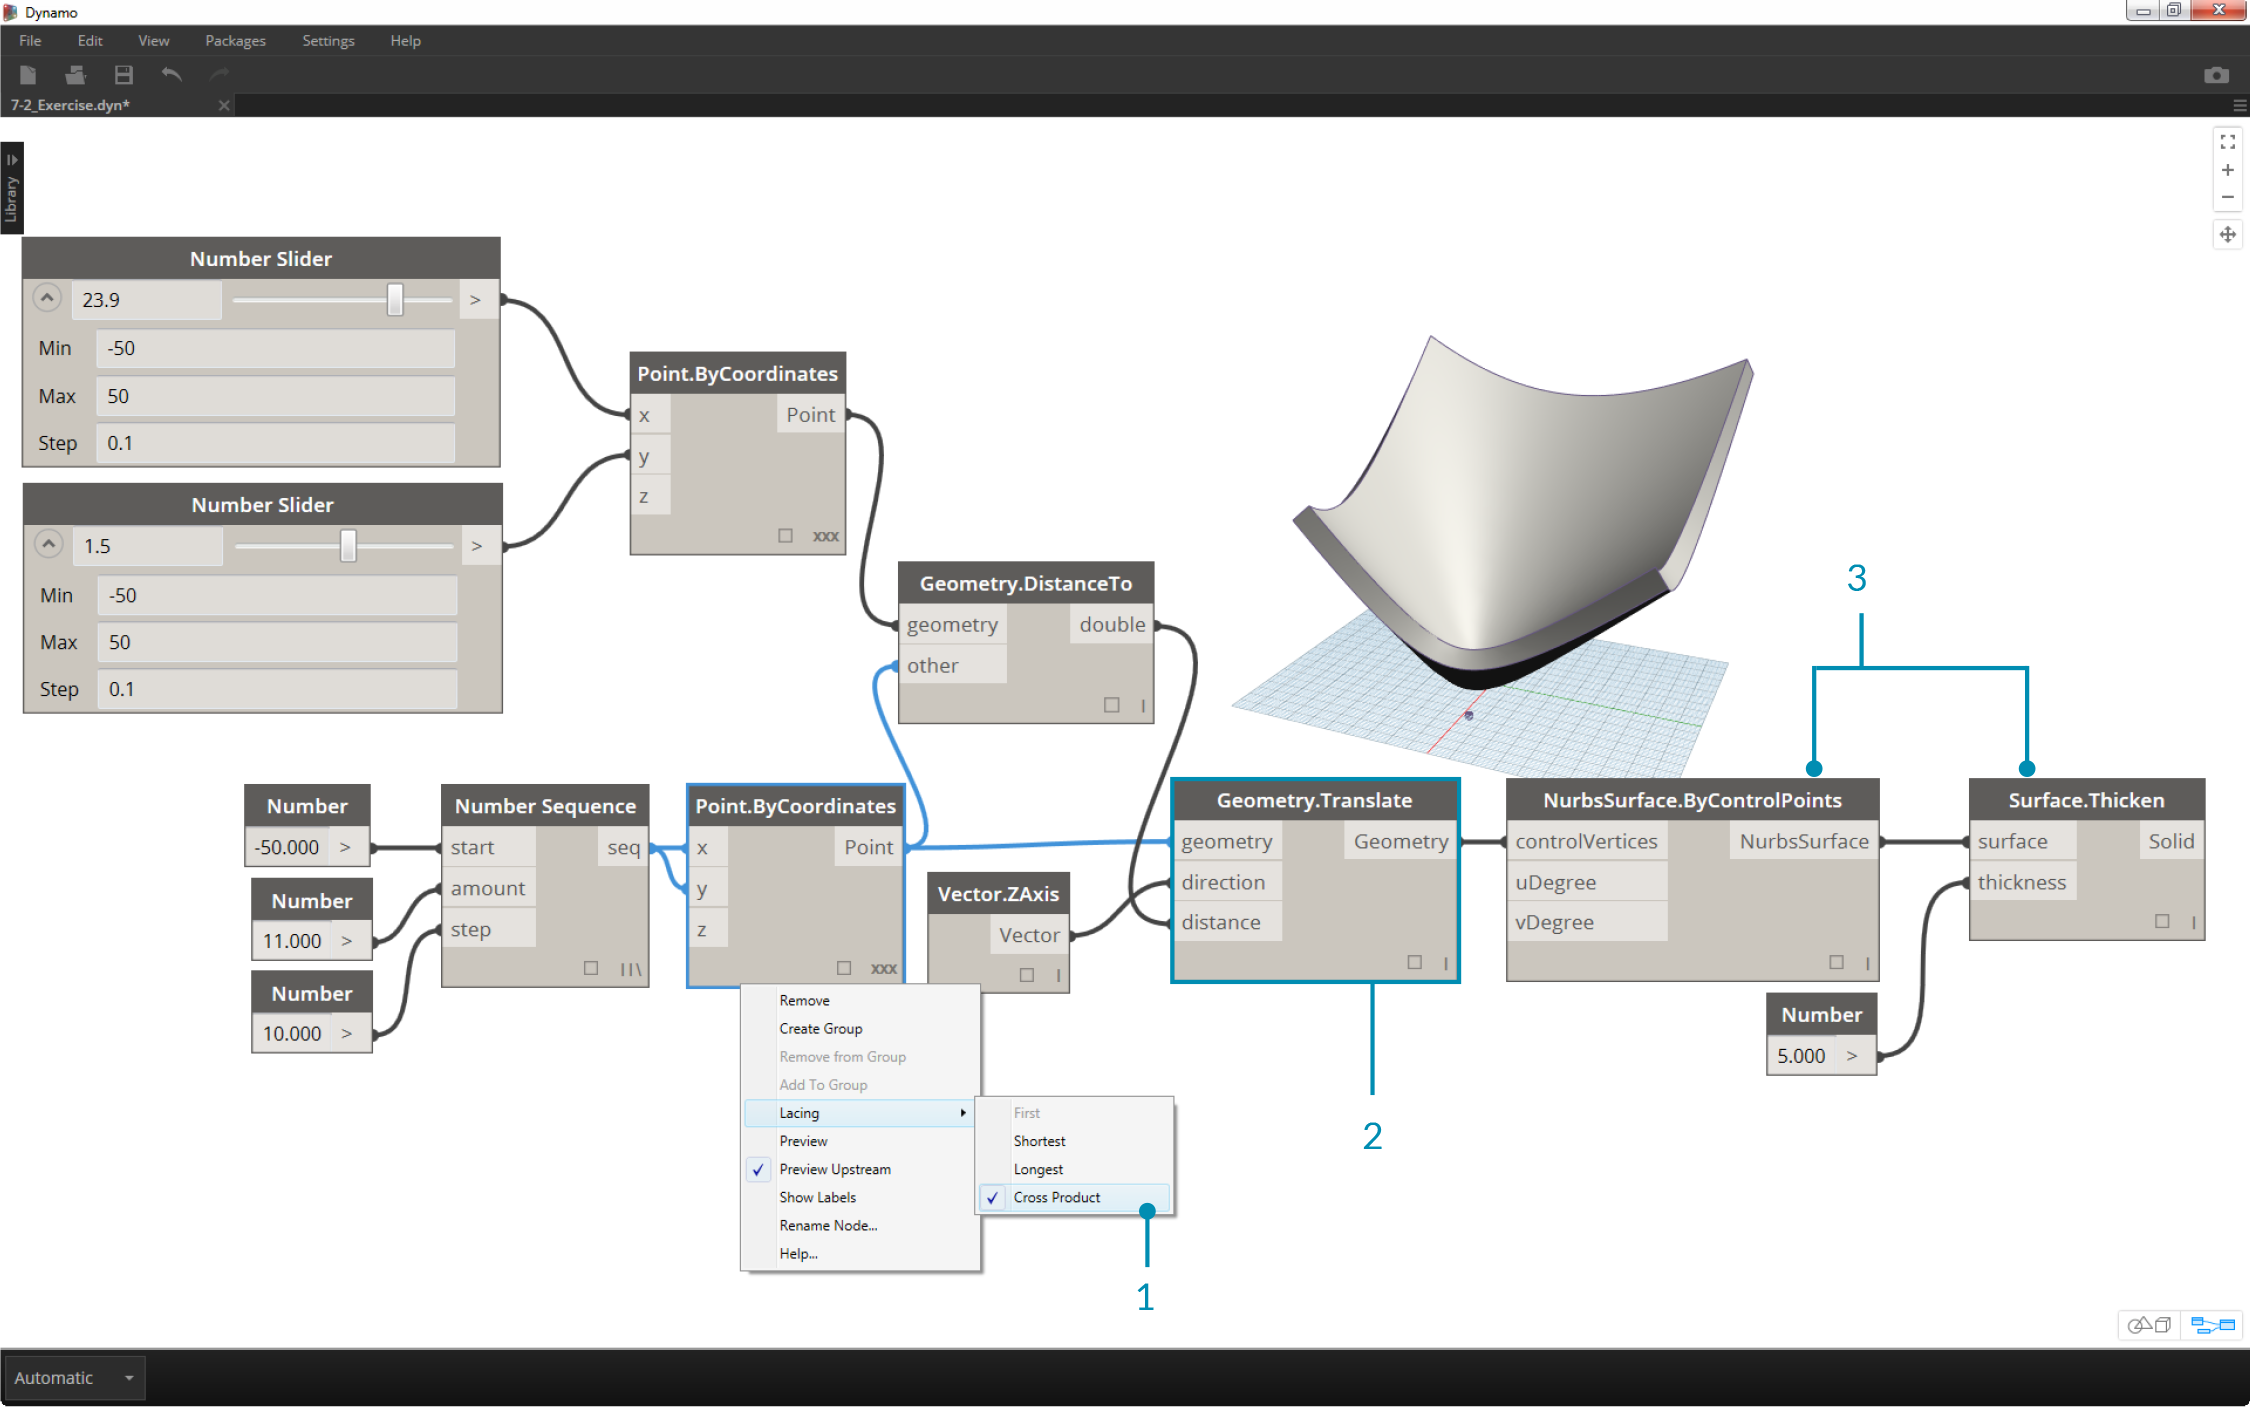 Dynamo
File Edit View Packages Settings Help
7-2_Exercise.dyn*
Library
Number Slider
23.9 >
Min -50
Max 50
Step 0.1
Number Slider
1.5 >
Min -50
Max 50
Step 0.1
Point.ByCoordinates
x Point
y
z
xxx
Geometry.DistanceTo
geometry double
other
|
3
Number
-50.000 >
Number
11.000 >
Number
10.000 >
Number Sequence
start seq
amount
step
||\
Point.ByCoordinates
x Point
y
z
xxx
Vector.ZAxis
Vector
|
Geometry.Translate
geometry Geometry
direction
distance
|
NurbsSurface.ByControlPoints
controlVertices NurbsSurface
uDegree
vDegree
|
Surface.Thicken
surface Solid
thickness
|
Number
5.000 >
Remove
Create Group
Remove from Group
Add To Group
Lacing
Preview
Preview Upstream
Show Labels
Rename Node...
Help...
First
Shortest
Longest
Cross Product
2
1
Automatic